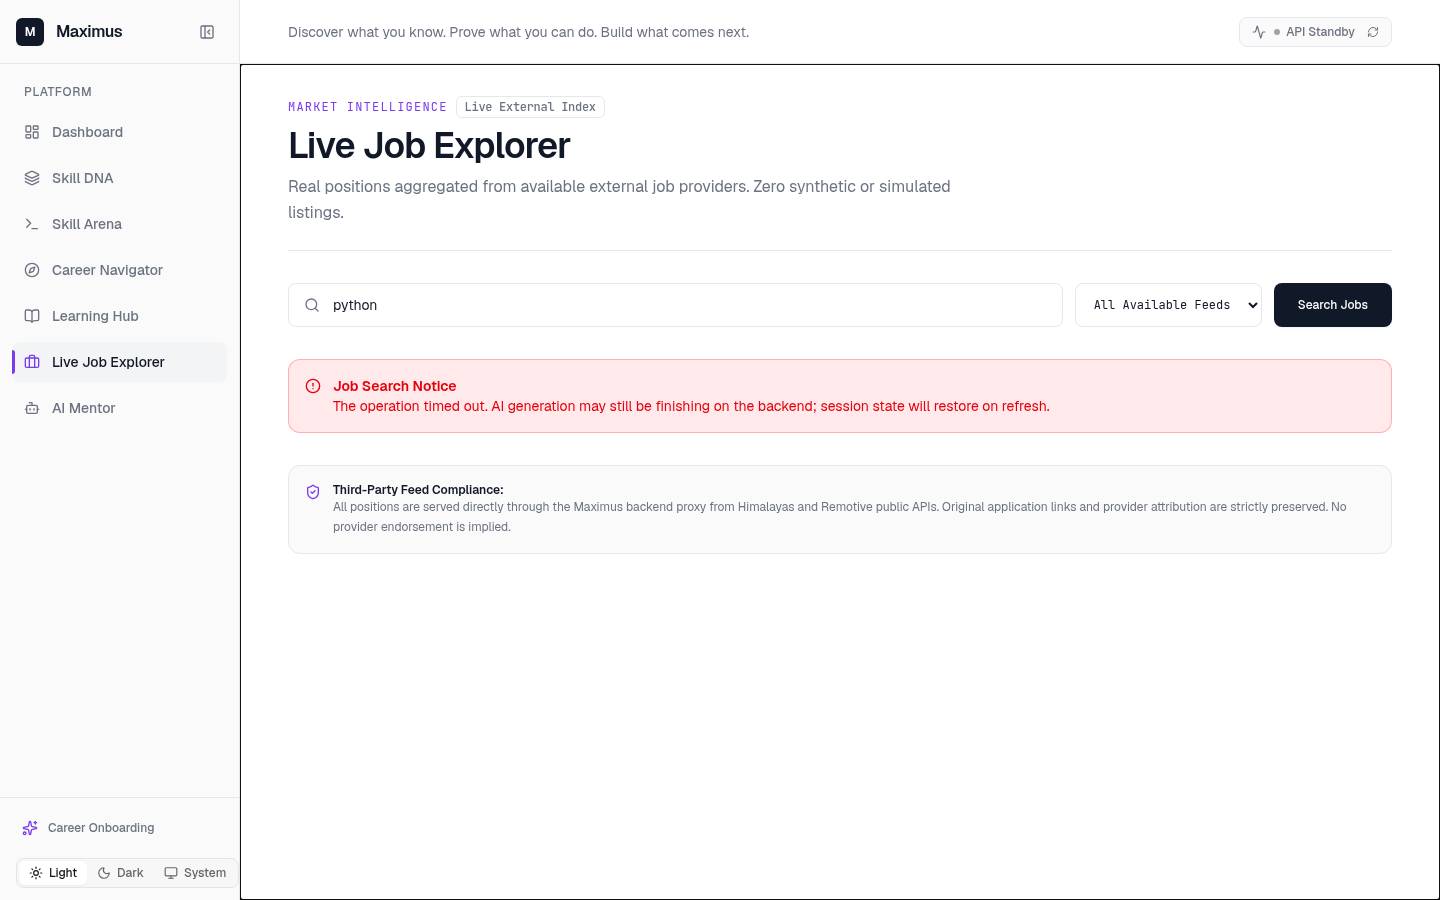 M
Maximus
Discover what you know. Prove what you can do. Build what comes next.
API Standby
PLATFORM
Dashboard
Skill DNA
Skill Arena
Career Navigator
Learning Hub
Live Job Explorer
AI Mentor
MARKET INTELLIGENCE
Live External Index
Live Job Explorer
Real positions aggregated from available external job providers. Zero synthetic or simulated
listings.
python
All Available Feeds
Search Jobs
Job Search Notice
The operation timed out. AI generation may still be finishing on the backend; session state will restore on refresh.
Third-Party Feed Compliance:
All positions are served directly through the Maximus backend proxy from Himalayas and Remotive public APIs. Original application links and provider attribution are strictly preserved. No
provider endorsement is implied.
Career Onboarding
Light
Dark
System